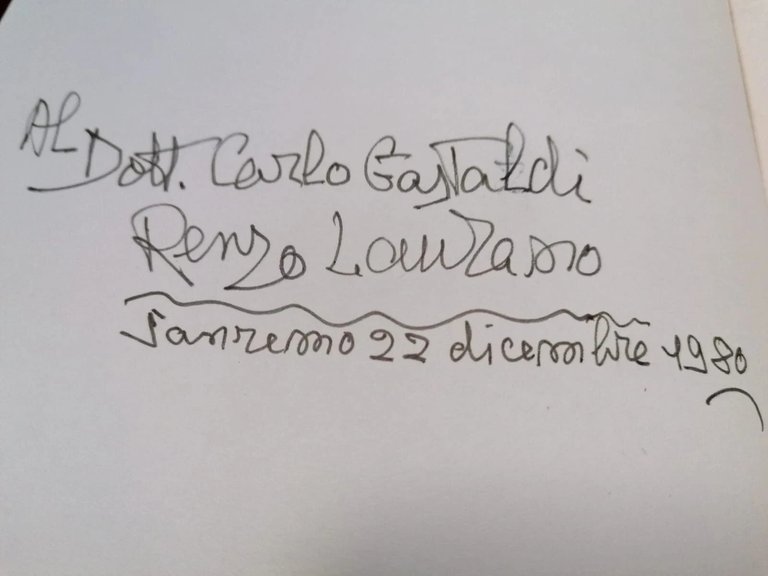 AL Dott. Carlo Gastaldi
Renzo Laurano
Sanremo 22 dicembre 1980